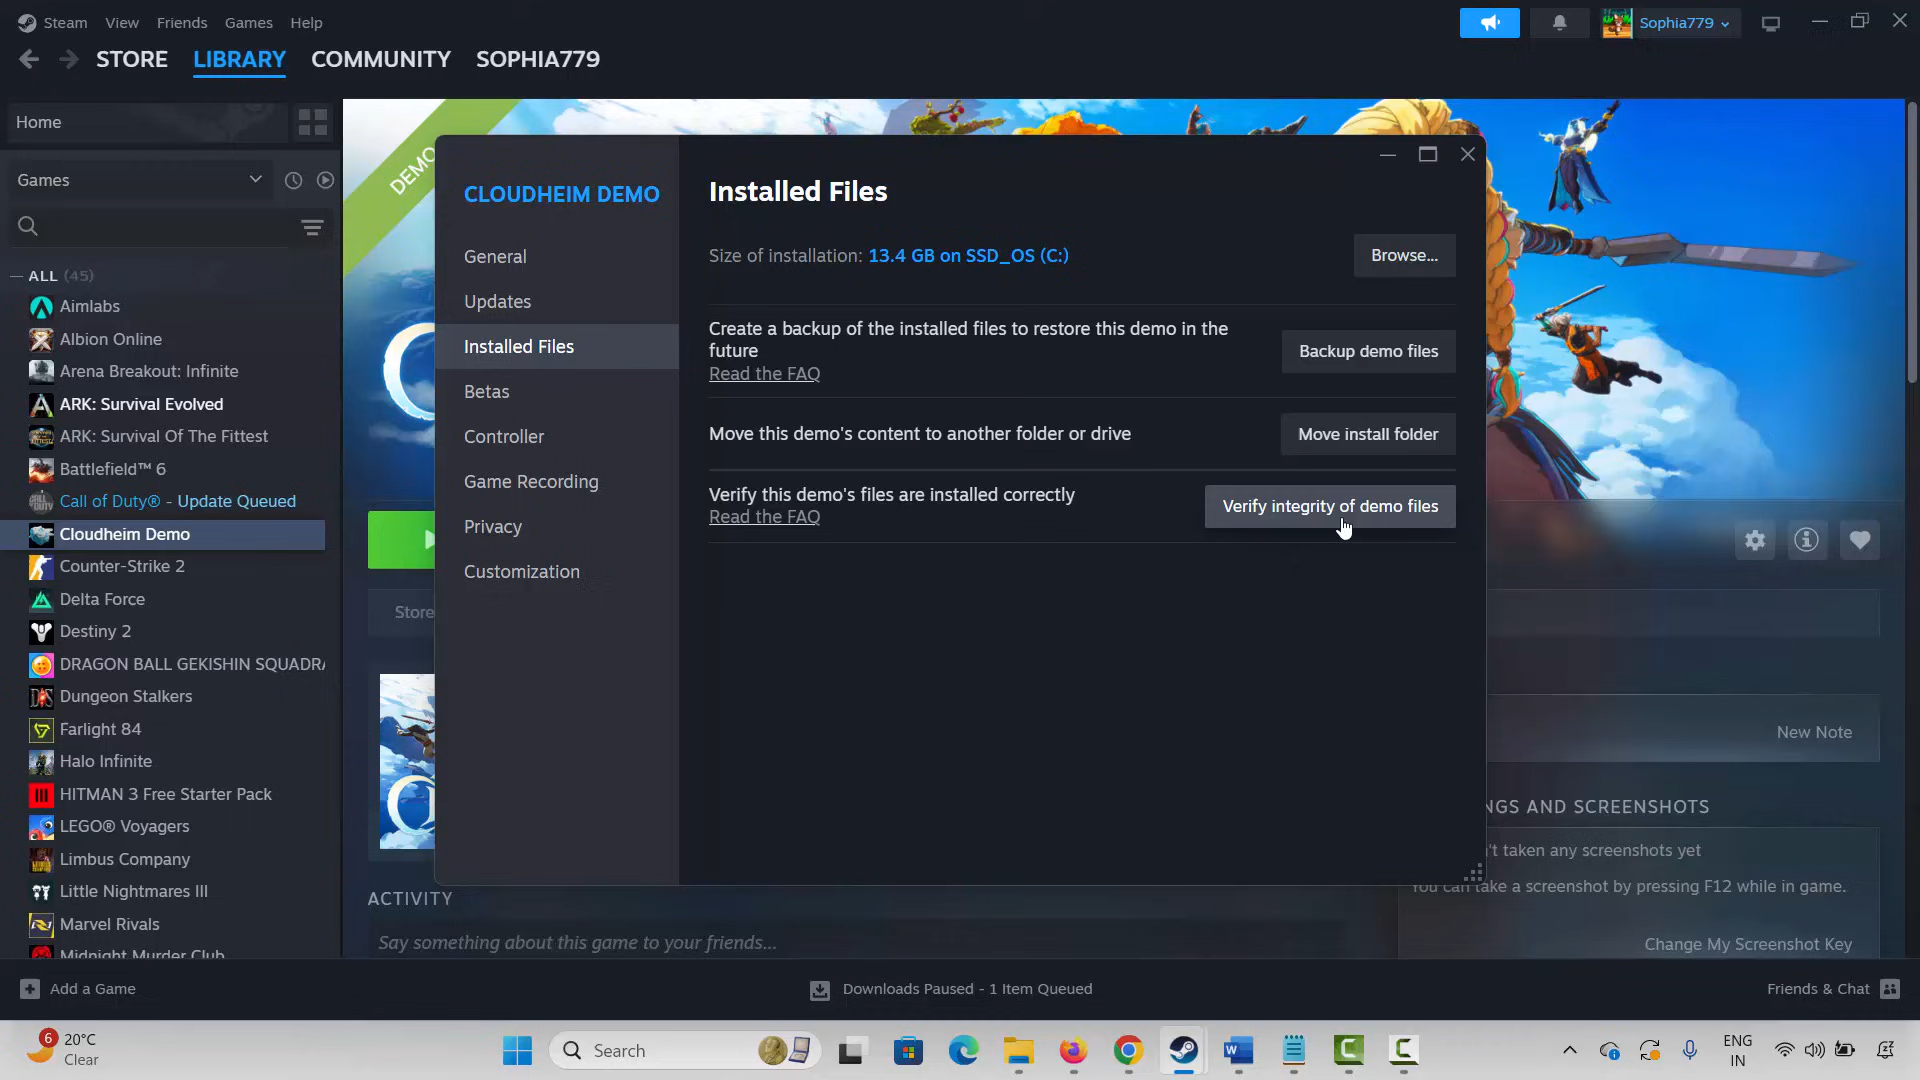 Steam View Friends Games Help
Sophia779
STORE LIBRARY COMMUNITY SOPHIA779
Home
Games
ALL (45)
Aimlabs
Albion Online
Arena Breakout: Infinite
ARK: Survival Evolved
ARK: Survival Of The Fittest
Battlefield™ 6
Call of Duty® - Update Queued
Cloudheim Demo
Counter-Strike 2
Delta Force
Destiny 2
DRAGON BALL GEKISHIN SQUADRA
Dungeon Stalkers
Farlight 84
Halo Infinite
HITMAN 3 Free Starter Pack
LEGO® Voyagers
Limbus Company
Little Nightmares III
Marvel Rivals
Midnight Murder Club
DEMO
CLOUDHEIM DEMO
General
Updates
Installed Files
Betas
Controller
Game Recording
Privacy
Customization
Installed Files
Size of installation: 13.4 GB on SSD_OS (C:)
Browse...
Create a backup of the installed files to restore this demo in the
future
Read the FAQ
Backup demo files
Move this demo's content to another folder or drive
Move install folder
Verify this demo's files are installed correctly
Read the FAQ
Verify integrity of demo files
Store
New Note
NGS AND SCREENSHOTS
't taken any screenshots yet
You can take a screenshot by pressing F12 while in game.
Change My Screenshot Key
ACTIVITY
Say something about this game to your friends...
Add a Game
Downloads Paused - 1 Item Queued
Friends & Chat
6
20°C
Clear
Search
ENG
IN